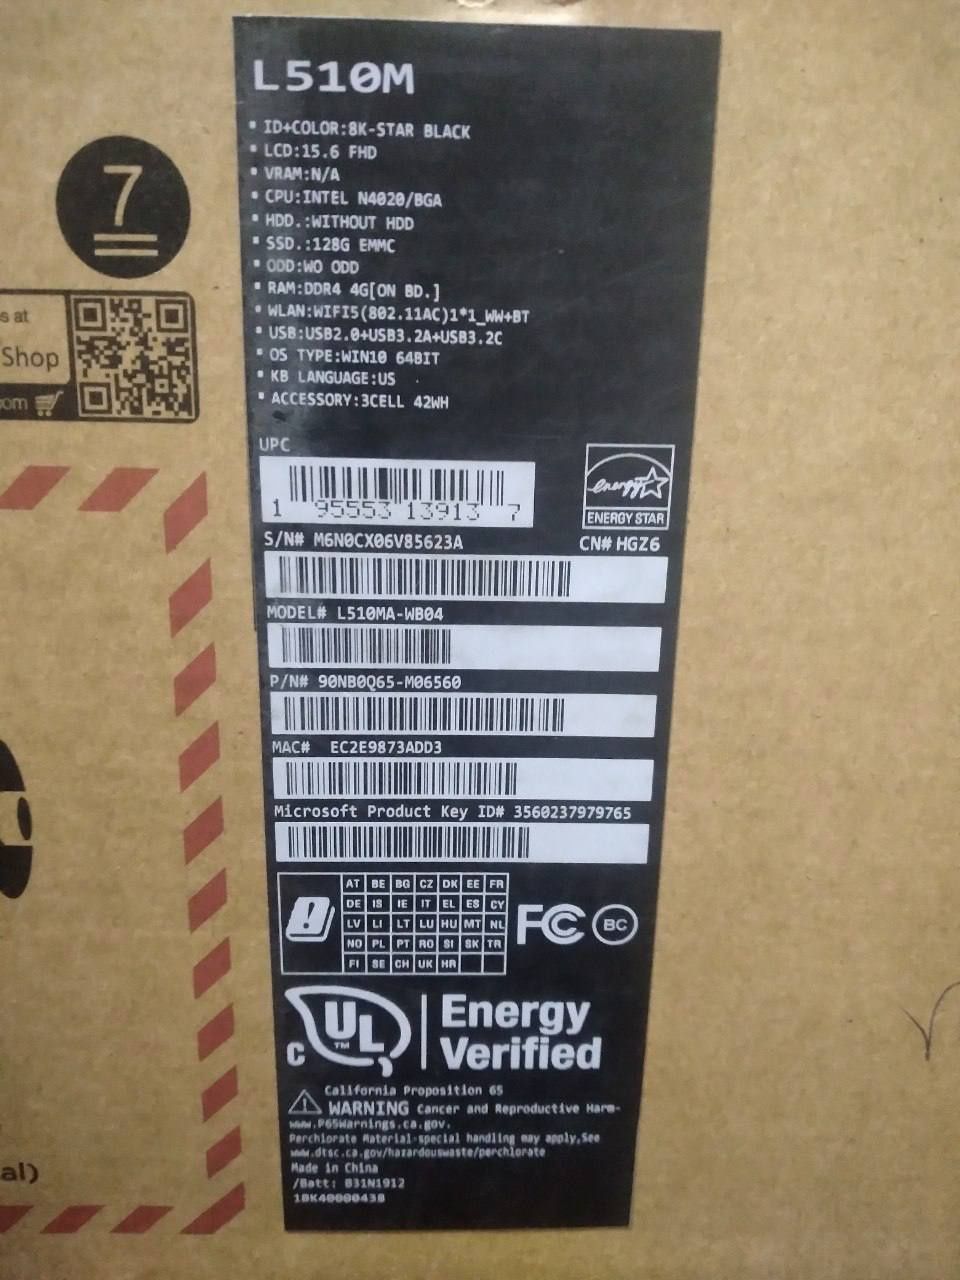 L510M
▪ ID+COLOR:8K-STAR BLACK
▪ LCD:15.6 FHD
▪ VRAM:N/A
▪ CPU:INTEL N4020/BGA
▪ HDD.:WITHOUT HDD
▪ SSD.:128G EMMC
▪ ODD:WO ODD
▪ RAM:DDR4 4G[ON BD.]
▪ WLAN:WIFI5(802.11AC)1*1_WW+BT
▪ USB:USB2.0+USB3.2A+USB3.2C
▪ OS TYPE:WIN10 64BIT
▪ KB LANGUAGE:US
▪ ACCESSORY:3CELL 42WH
7
s at
Shop
om
UPC
1 95553 13913 7
energy
ENERGY STAR
S/N# M6N0CX06V85623A CN# HGZ6
MODEL# L510MA-WB04
P/N# 90NB0Q65-M06560
MAC# EC2E9873ADD3
Microsoft Product Key ID# 3560237979765
AT BE BG CZ DK EE FR
DE IS IE IT EL ES CY
LV LI LT LU HU MT NL
NO PL PT RO SI SK TR
FI SE CH UK HR
FC BC
C UL TM Energy
Verified
California Proposition 65
WARNING Cancer and Reproductive Harm-
www.P65Warnings.ca.gov.
Perchlorate Material-special handling may apply,See
www.dtsc.ca.gov/hazardouswaste/perchlorate
Made in China
/Batt: B31N1912
1BK40000438
al)